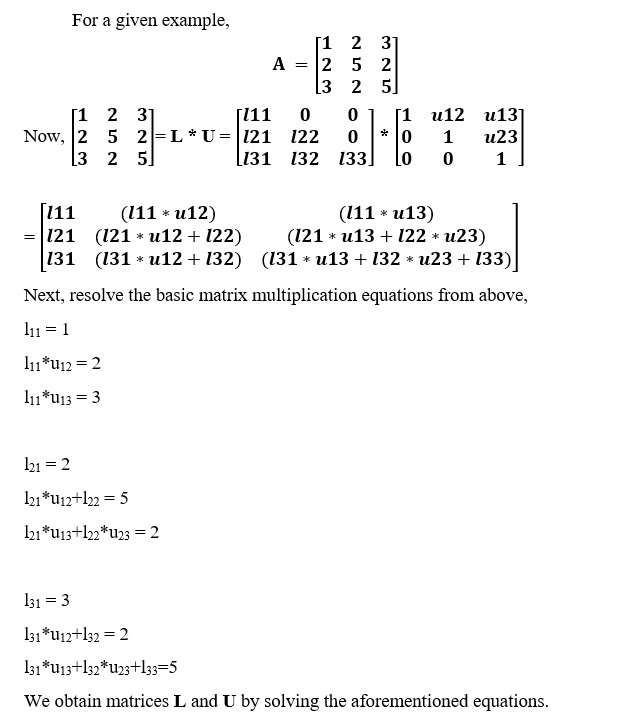 For a given example,
A = [1 2 3
2 5 2
3 2 5]
Now, [1 2 3
2 5 2
3 2 5] = L * U = [l11 0 0
l21 l22 0
l31 l32 l33] * [1 u12 u13
0 1 u23
0 0 1]
= [l11 (l11 * u12) (l11 * u13)
l21 (l21 * u12 + l22) (l21 * u13 + l22 * u23)
l31 (l31 * u12 + l32) (l31 * u13 + l32 * u23 + l33)]
Next, resolve the basic matrix multiplication equations from above,
l₁₁ = 1
l₁₁*u₁₂ = 2
l₁₁*u₁₃ = 3
l₂₁ = 2
l₂₁*u₁₂+l₂₂ = 5
l₂₁*u₁₃+l₂₂*u₂₃ = 2
l₃₁ = 3
l₃₁*u₁₂+l₃₂ = 2
l₃₁*u₁₃+l₃₂*u₂₃+l₃₃=5
We obtain matrices L and U by solving the aforementioned equations.